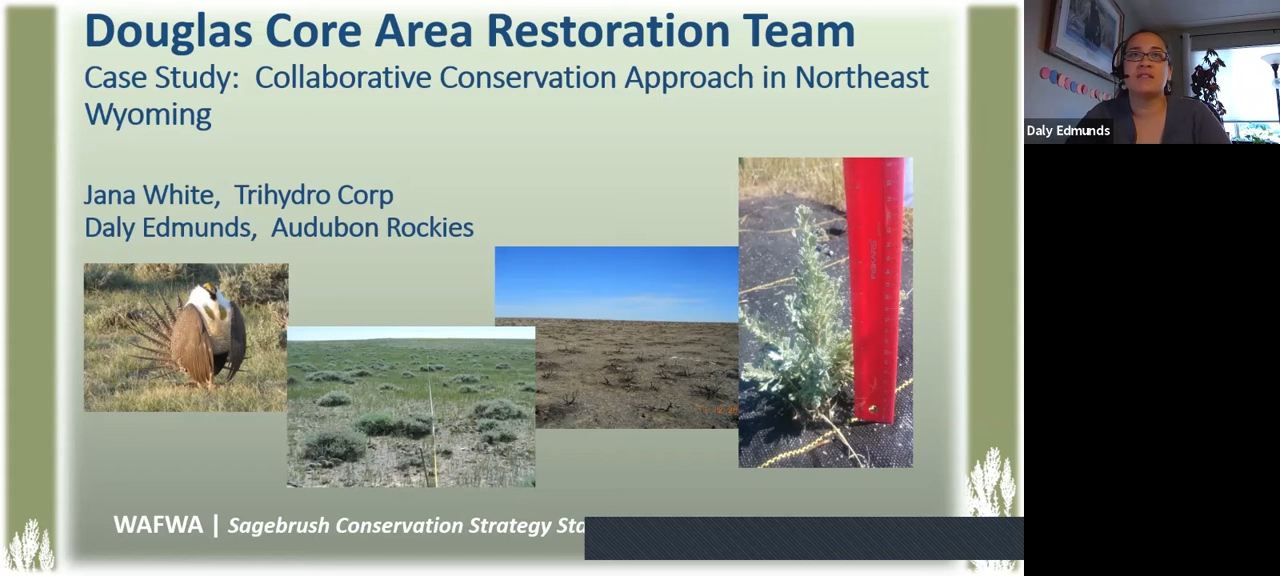 Douglas Core Area Restoration Team
Case Study: Collaborative Conservation Approach in Northeast
Wyoming
Jana White, Trihydro Corp
Daly Edmunds, Audubon Rockies
WAFWA | Sagebrush Conservation Strategy
Daly Edmunds